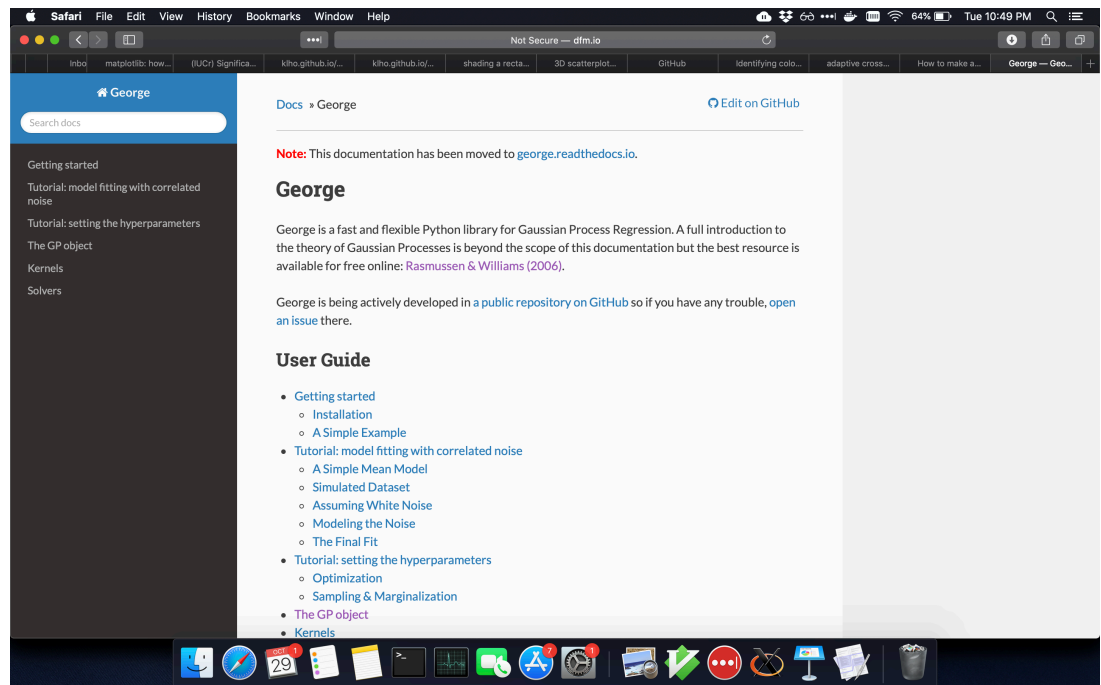 Safari File Edit View History Bookmarks Window Help 64% Tue 10:49 PM
Not Secure — dfm.io
Inbo matplotlib: how... (IUCr) Significa... klho.github.io/... klho.github.io/... shading a recta... 3D scatterplot... GitHub Identifying colo... adaptive cross... How to make a... George — Geo...
George
Search docs
Getting started
Tutorial: model fitting with correlated
noise
Tutorial: setting the hyperparameters
The GP object
Kernels
Solvers
Docs » George
Edit on GitHub
Note: This documentation has been moved to george.readthedocs.io.
George
George is a fast and flexible Python library for Gaussian Process Regression. A full introduction to
the theory of Gaussian Processes is beyond the scope of this documentation but the best resource is
available for free online: Rasmussen & Williams (2006).
George is being actively developed in a public repository on GitHub so if you have any trouble, open
an issue there.
User Guide
Getting started
Installation
A Simple Example
Tutorial: model fitting with correlated noise
A Simple Mean Model
Simulated Dataset
Assuming White Noise
Modeling the Noise
The Final Fit
Tutorial: setting the hyperparameters
Optimization
Sampling & Marginalization
The GP object
Kernels
OCT
29
1
7
1